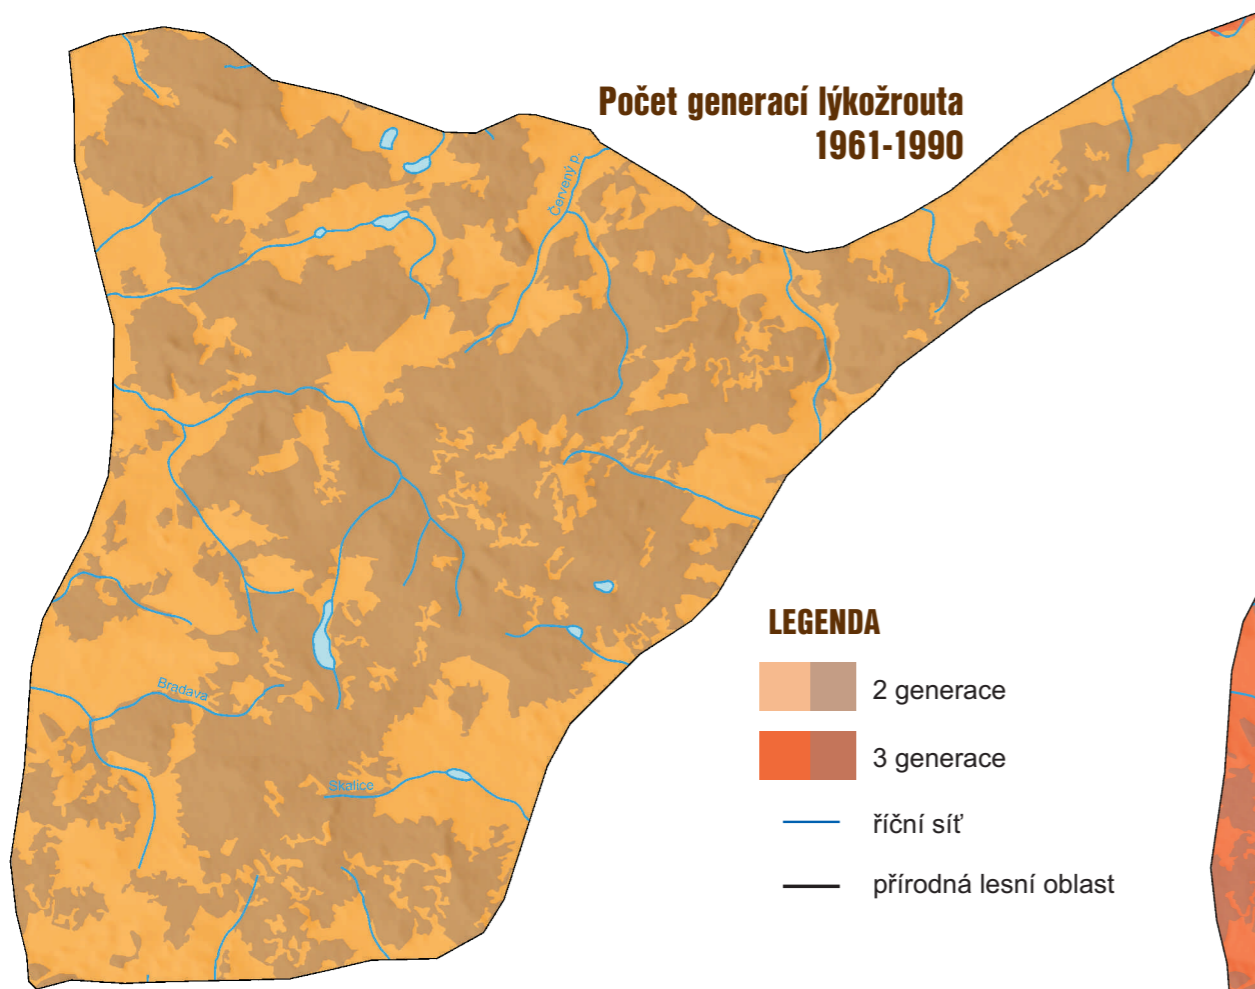 Počet generací lýkožrouta
1961-1990
Červený p.
Bradava
Skalice
LEGENDA
2 generace
3 generace
říční síť
přírodná lesní oblast